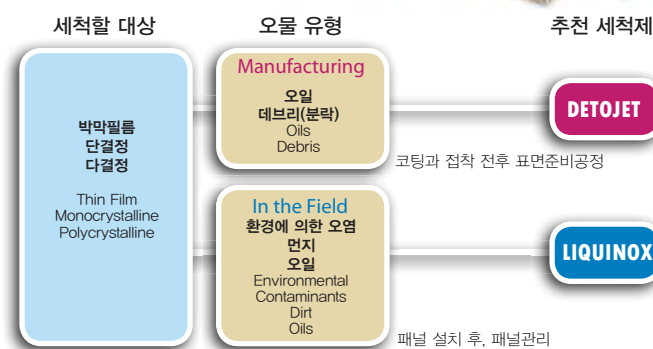 세척할 대상
오물 유형
추천 세척제
박막필름
단결정
다결정
Thin Film
Monocrystalline
Polycrystalline
Manufacturing
오일
데브리(분락)
Oils
Debris
DETOJET
코팅과 접착 전후 표면준비공정
In the Field
환경에 의한 오염
먼지
오일
Environmental
Contaminants
Dirt
Oils
LIQUINOX
패널 설치 후, 패널관리